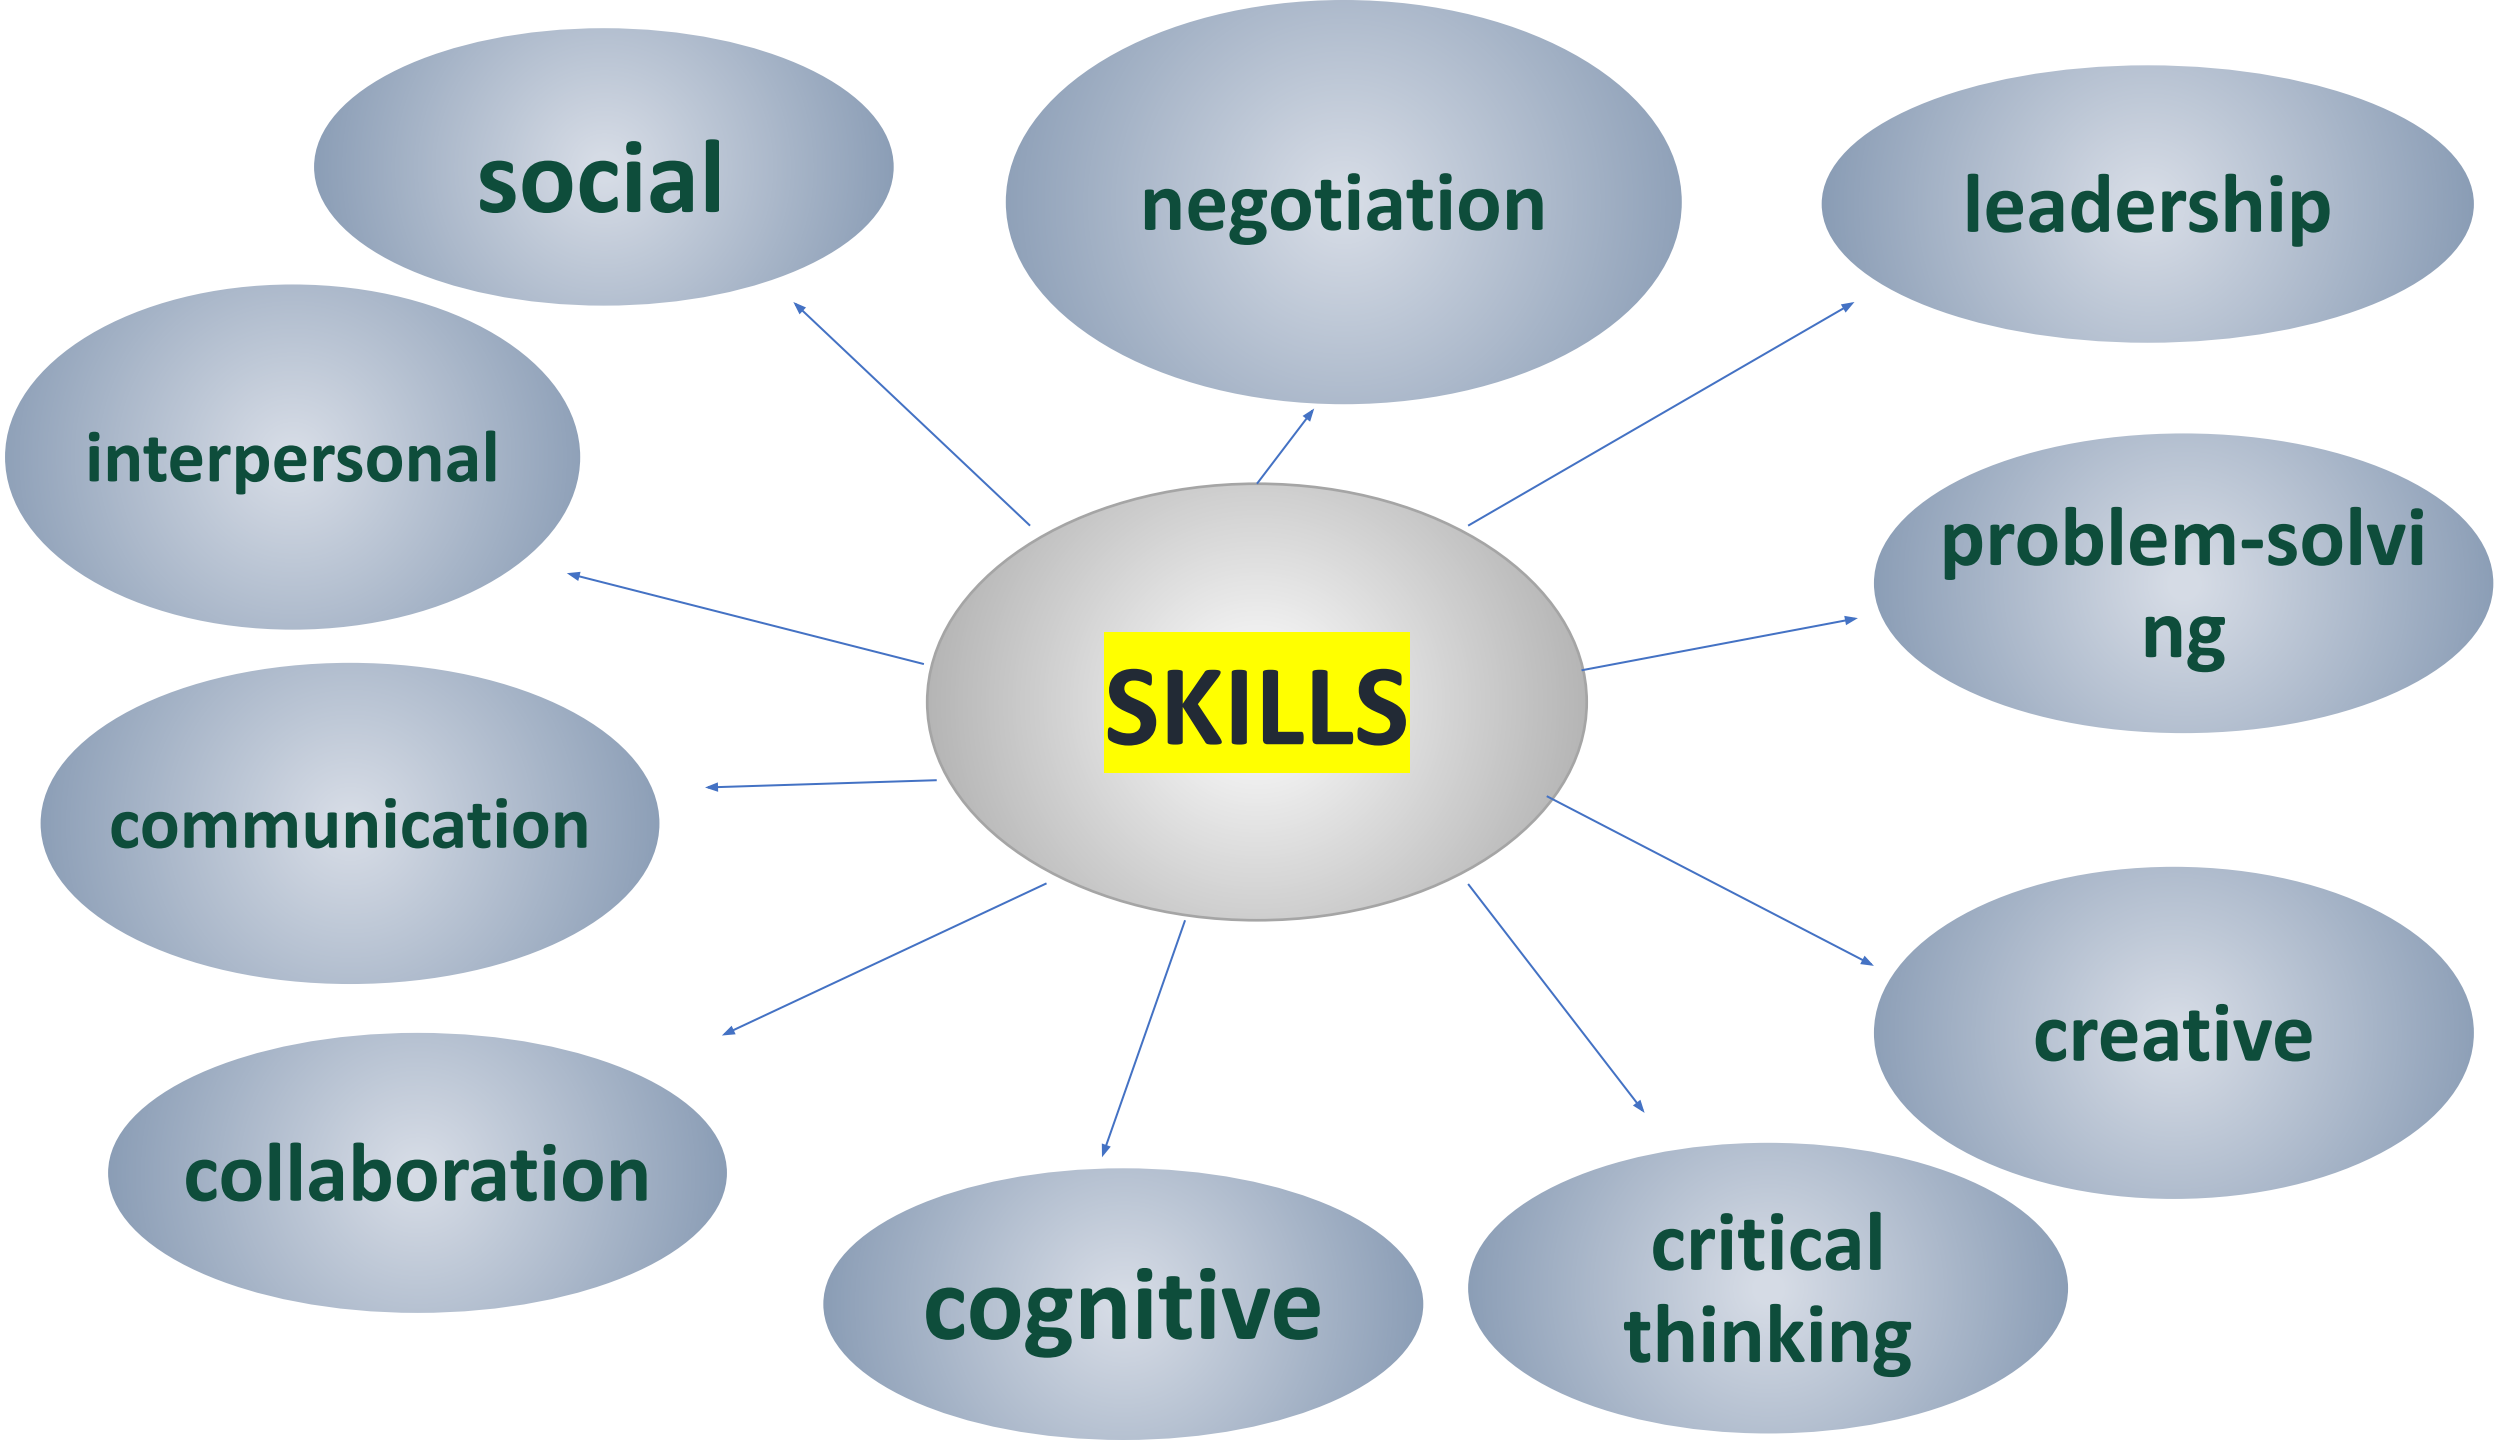 social
negotiation
leadership
interpersonal
problem-solvi
ng
SKILLS
communication
creative
collaboration
critical
thinking
cognitive